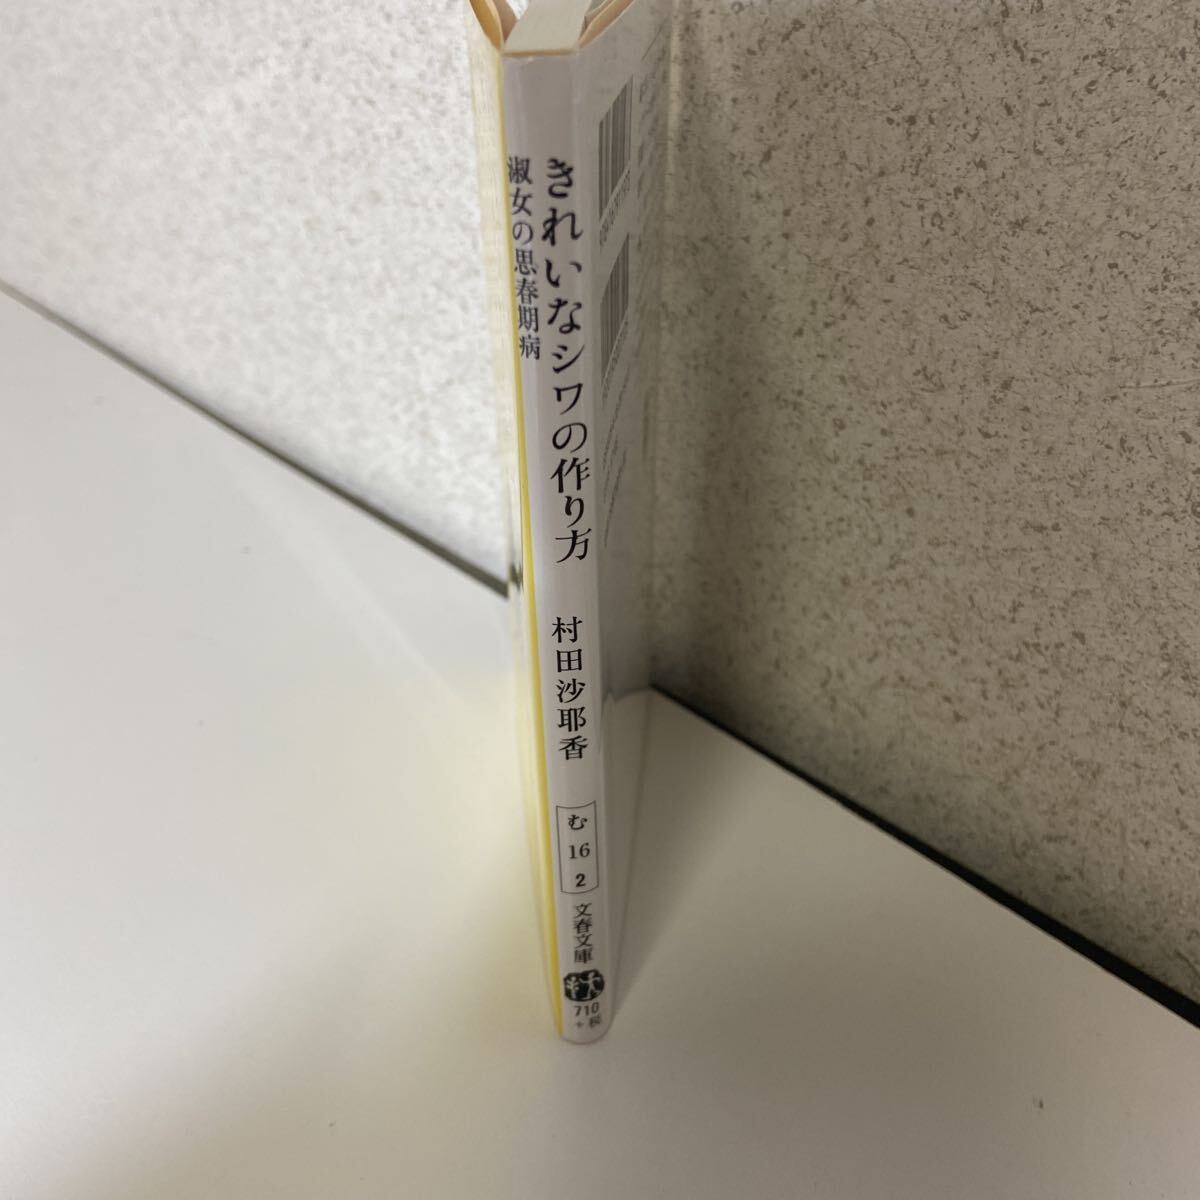 きれいなシワの作り方
淑女の思春期病
村田沙耶香
む
16
2
文春文庫
710
+税